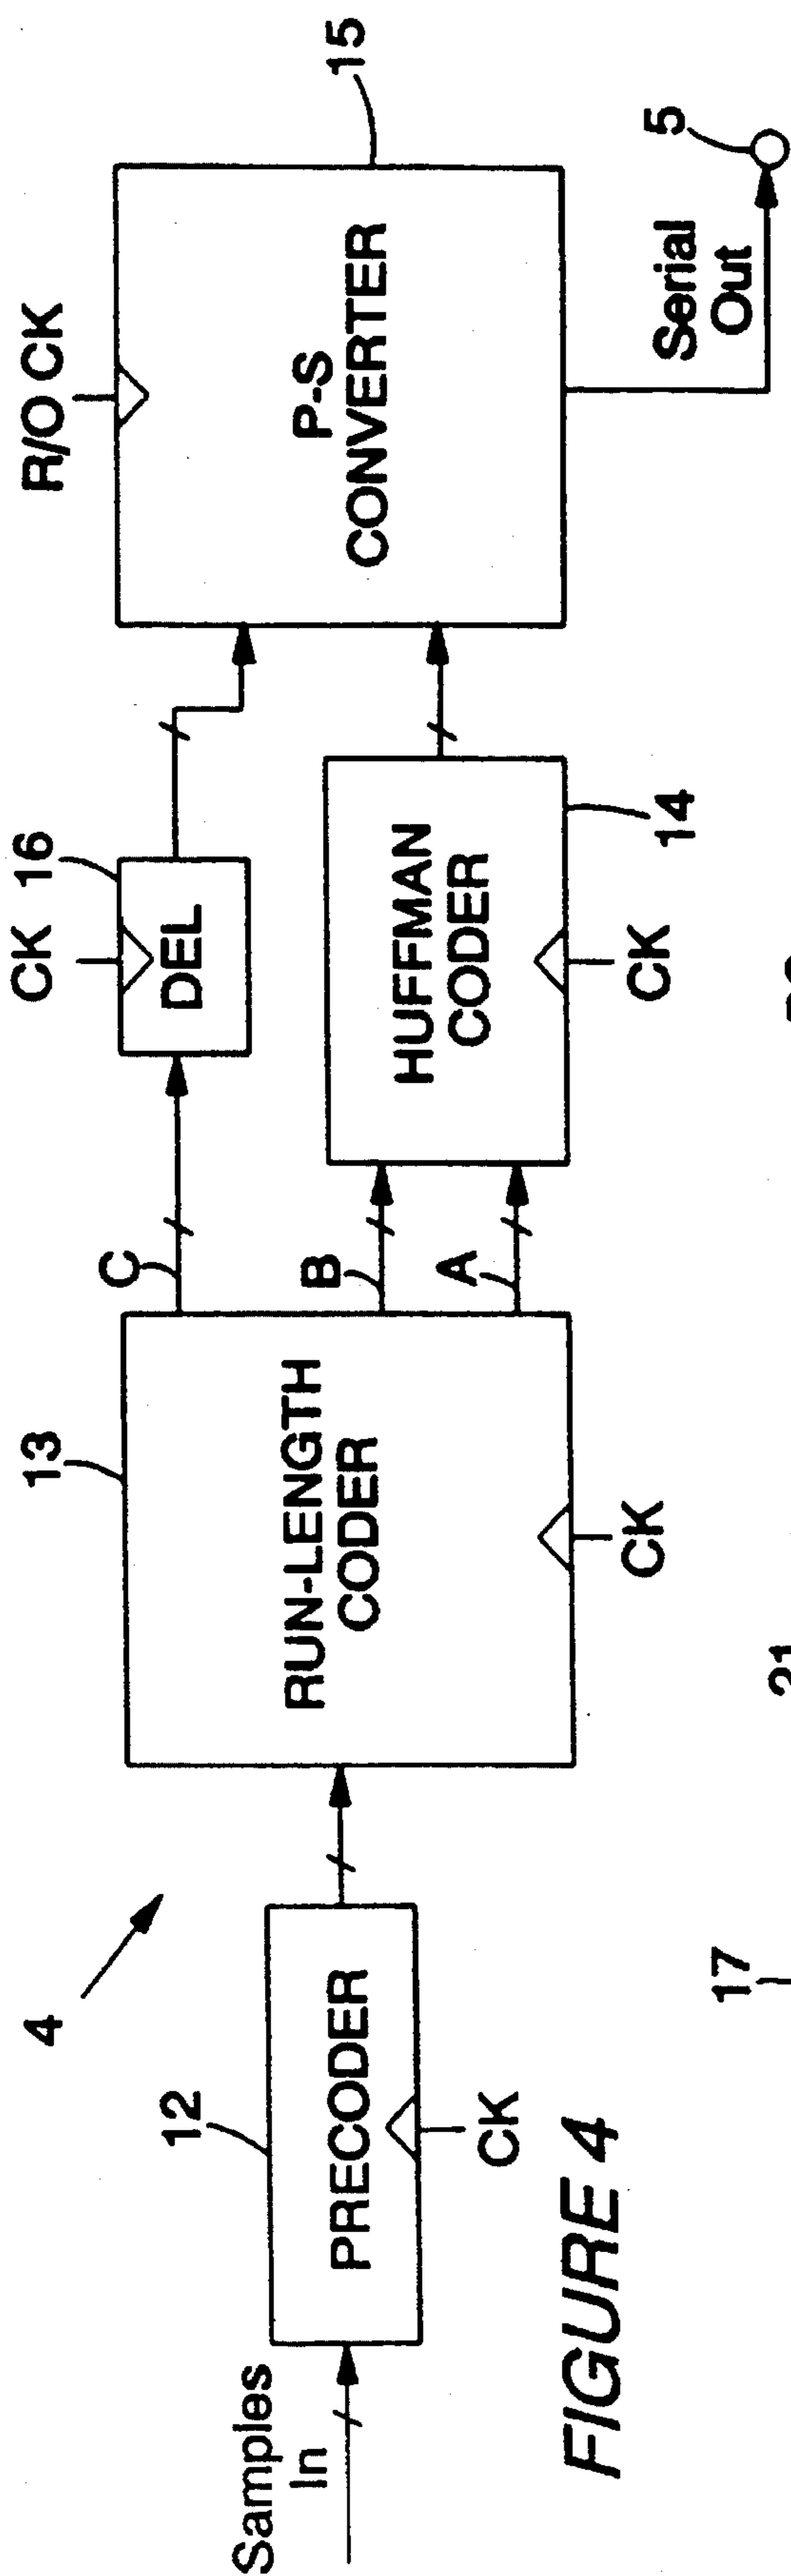 4
Samples
In
12
PRECODER
CK
13
RUN-LENGTH
CODER
CK
C
B
A
CK
16
DEL
HUFFMAN
CODER
14
CK
R/O CK
P-S
CONVERTER
15
Serial
Out
5
FIGURE 4
17
21